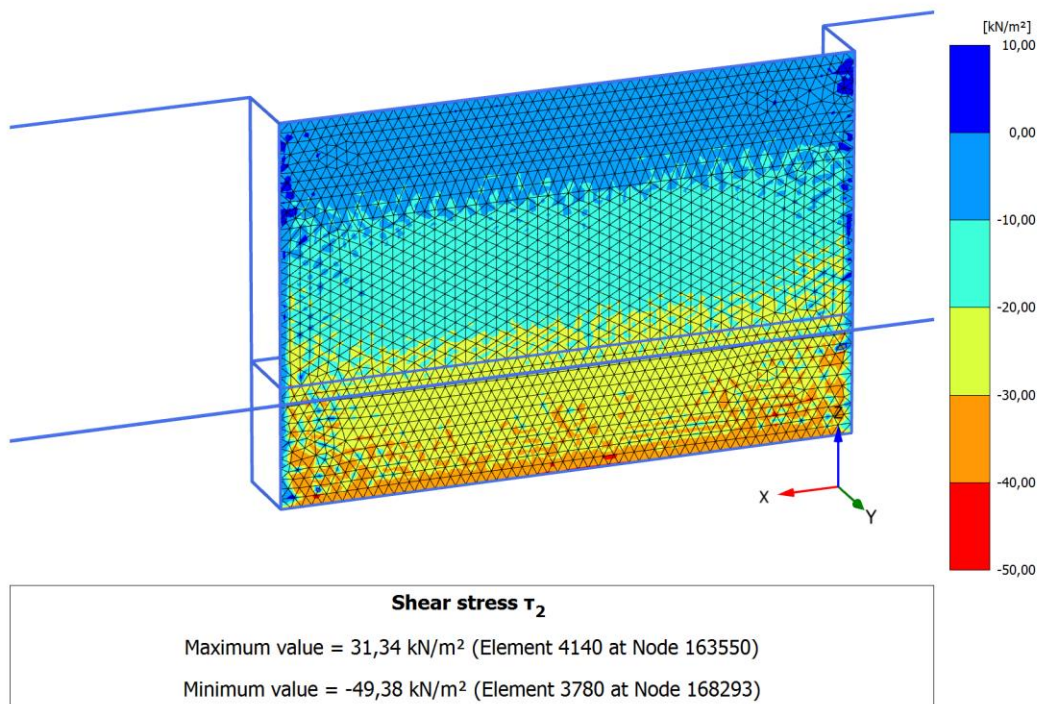 [kN/m²]
10,00
0,00
-10,00
-20,00
-30,00
-40,00
-50,00
Z
X
Y
Shear stress τ₂
Maximum value = 31,34 kN/m² (Element 4140 at Node 163550)
Minimum value = -49,38 kN/m² (Element 3780 at Node 168293)